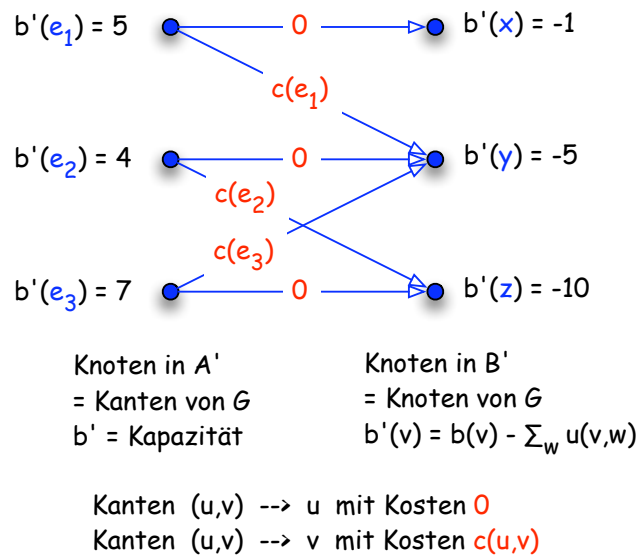 b'(e₁) = 5 0 b'(x) = -1
c(e₁)
b'(e₂) = 4 0 b'(y) = -5
c(e₂)
c(e₃)
b'(e₃) = 7 0 b'(z) = -10
Knoten in A'
= Kanten von G
b' = Kapazität
Knoten in B'
= Knoten von G
b'(v) = b(v) - ∑w u(v,w)
Kanten (u,v) --> u mit Kosten 0
Kanten (u,v) --> v mit Kosten c(u,v)